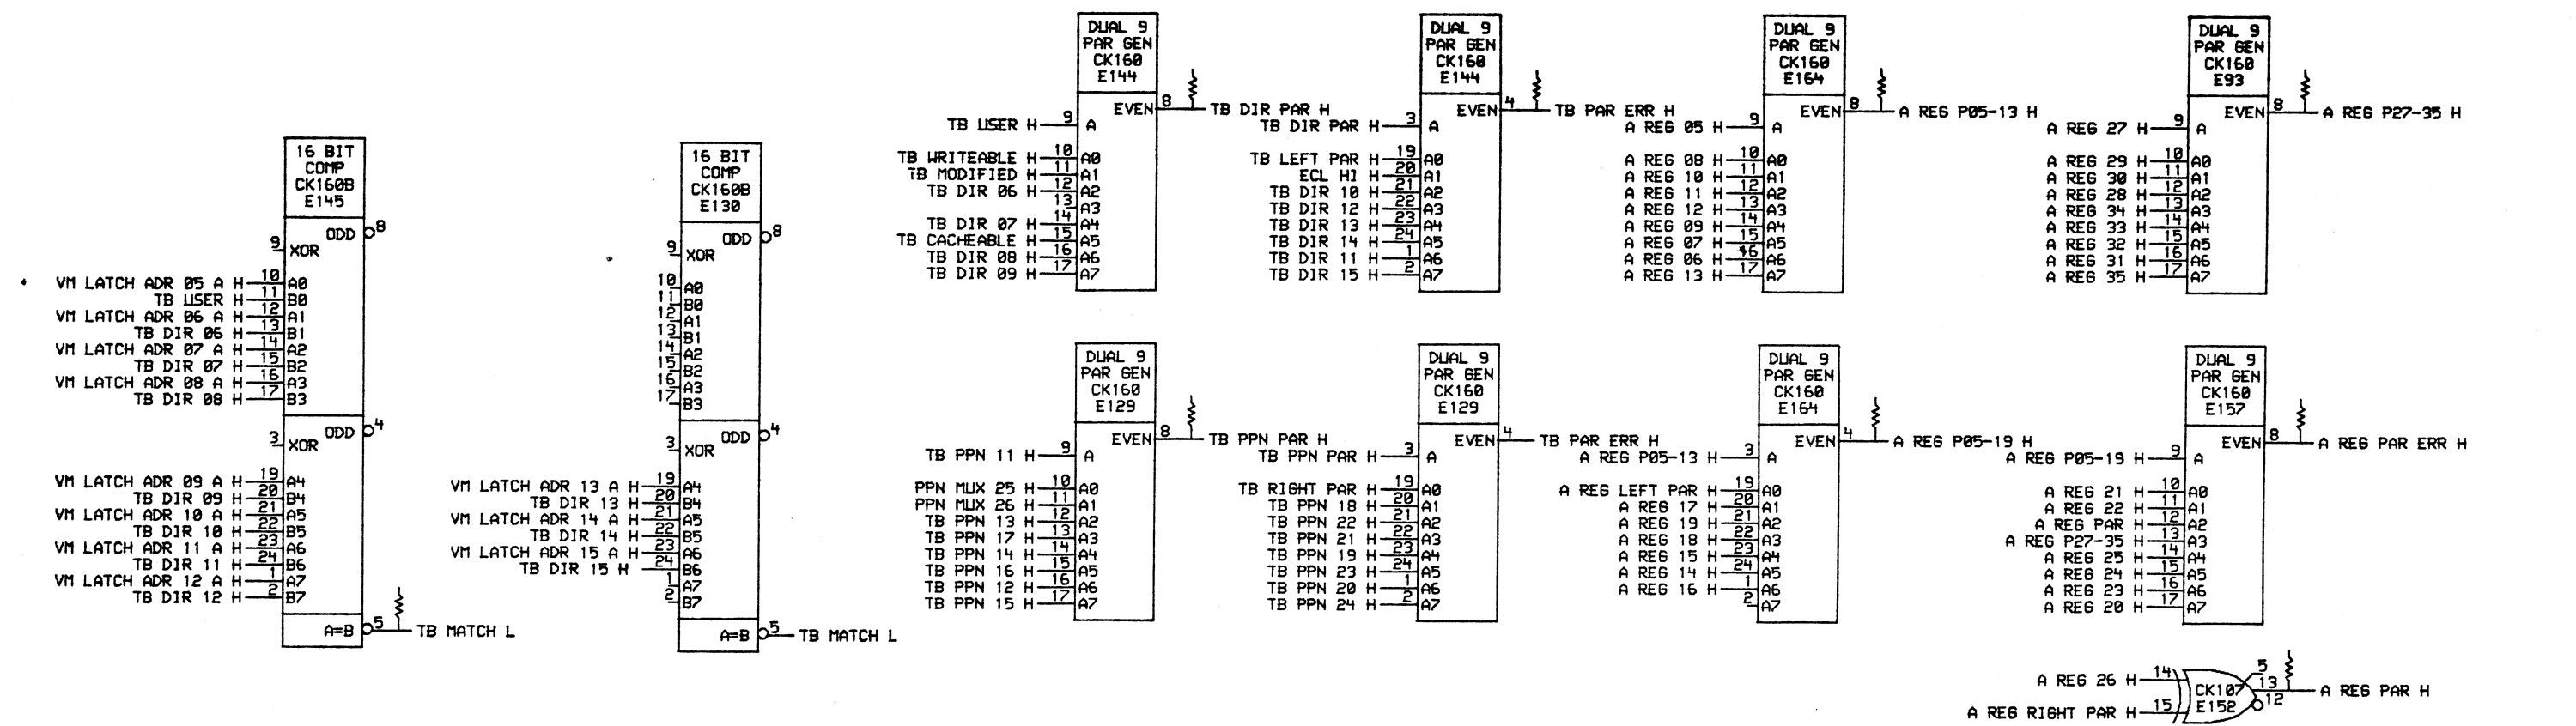 16 BIT
COMP
CK160B
E145
ODD 8
9 XOR
VM LATCH ADR 05 A H 10 A0
TB USER H 11 B0
VM LATCH ADR 06 A H 12 A1
TB DIR 06 H 13 B1
VM LATCH ADR 07 A H 14 A2
TB DIR 07 H 15 B2
VM LATCH ADR 08 A H 16 A3
TB DIR 08 H 17 B3
ODD 4
3 XOR
VM LATCH ADR 09 A H 19 A4
TB DIR 09 H 20 B4
VM LATCH ADR 10 A H 21 A5
TB DIR 10 H 22 B5
VM LATCH ADR 11 A H 23 A6
TB DIR 11 H 24 B6
VM LATCH ADR 12 A H 1 A7
TB DIR 12 H 2 B7
A=B 5 TB MATCH L
16 BIT
COMP
CK160B
E130
ODD 8
9 XOR
10 A0
11 B0
12 A1
13 B1
14 A2
15 B2
16 A3
17 B3
ODD 4
3 XOR
VM LATCH ADR 13 A H 19 A4
TB DIR 13 H 20 B4
VM LATCH ADR 14 A H 21 A5
TB DIR 14 H 22 B5
VM LATCH ADR 15 A H 23 A6
TB DIR 15 H 24 B6
1 A7
2 B7
A=B 5 TB MATCH L
DUAL 9
PAR GEN
CK160
E144
EVEN 8 TB DIR PAR H
TB USER H 9 A
TB WRITEABLE H 10 A0
TB MODIFIED H 11 A1
TB DIR 06 H 12 A2
13 A3
TB DIR 07 H 14 A4
TB CACHEABLE H 15 A5
TB DIR 08 H 16 A6
TB DIR 09 H 17 A7
DUAL 9
PAR GEN
CK160
E144
EVEN 4 TB PAR ERR H
TB DIR PAR H 3 A
TB LEFT PAR H 19 A0
ECL HI H 20 A1
TB DIR 10 H 21 A2
TB DIR 12 H 22 A3
TB DIR 13 H 23 A4
TB DIR 14 H 24 A5
TB DIR 11 H 1 A6
TB DIR 15 H 2 A7
DUAL 9
PAR GEN
CK160
E164
EVEN 8 A REG P05-13 H
A REG 05 H 9 A
A REG 08 H 10 A0
A REG 10 H 11 A1
A REG 11 H 12 A2
A REG 12 H 13 A3
A REG 09 H 14 A4
A REG 07 H 15 A5
A REG 06 H 16 A6
A REG 13 H 17 A7
DUAL 9
PAR GEN
CK160
E93
EVEN 8 A REG P27-35 H
A REG 27 H 9 A
A REG 29 H 10 A0
A REG 30 H 11 A1
A REG 28 H 12 A2
A REG 34 H 13 A3
A REG 33 H 14 A4
A REG 32 H 15 A5
A REG 31 H 16 A6
A REG 35 H 17 A7
DUAL 9
PAR GEN
CK160
E129
EVEN 8 TB PPN PAR H
TB PPN 11 H 9 A
PPN MUX 25 H 10 A0
PPN MUX 26 H 11 A1
TB PPN 13 H 12 A2
TB PPN 17 H 13 A3
TB PPN 14 H 14 A4
TB PPN 16 H 15 A5
TB PPN 12 H 16 A6
TB PPN 15 H 17 A7
DUAL 9
PAR GEN
CK160
E129
EVEN 4 TB PAR ERR H
TB PPN PAR H 3 A
TB RIGHT PAR H 19 A0
TB PPN 18 H 20 A1
TB PPN 22 H 21 A2
TB PPN 21 H 22 A3
TB PPN 19 H 23 A4
TB PPN 23 H 24 A5
TB PPN 20 H 1 A6
TB PPN 24 H 2 A7
DUAL 9
PAR GEN
CK160
E164
EVEN 4 A REG P05-19 H
A REG P05-13 H 3 A
A REG LEFT PAR H 19 A0
A REG 17 H 20 A1
A REG 19 H 21 A2
A REG 18 H 22 A3
A REG 15 H 23 A4
A REG 14 H 24 A5
A REG 16 H 1 A6
2 A7
DUAL 9
PAR GEN
CK160
E157
EVEN 8 A REG PAR ERR H
A REG P05-19 H 9 A
A REG 21 H 10 A0
A REG 22 H 11 A1
A REG PAR H 12 A2
A REG P27-35 H 13 A3
A REG 25 H 14 A4
A REG 24 H 15 A5
A REG 23 H 16 A6
A REG 20 H 17 A7
A REG 26 H 14 5
CK107 13 A REG PAR H
E152 12
A REG RIGHT PAR H 15